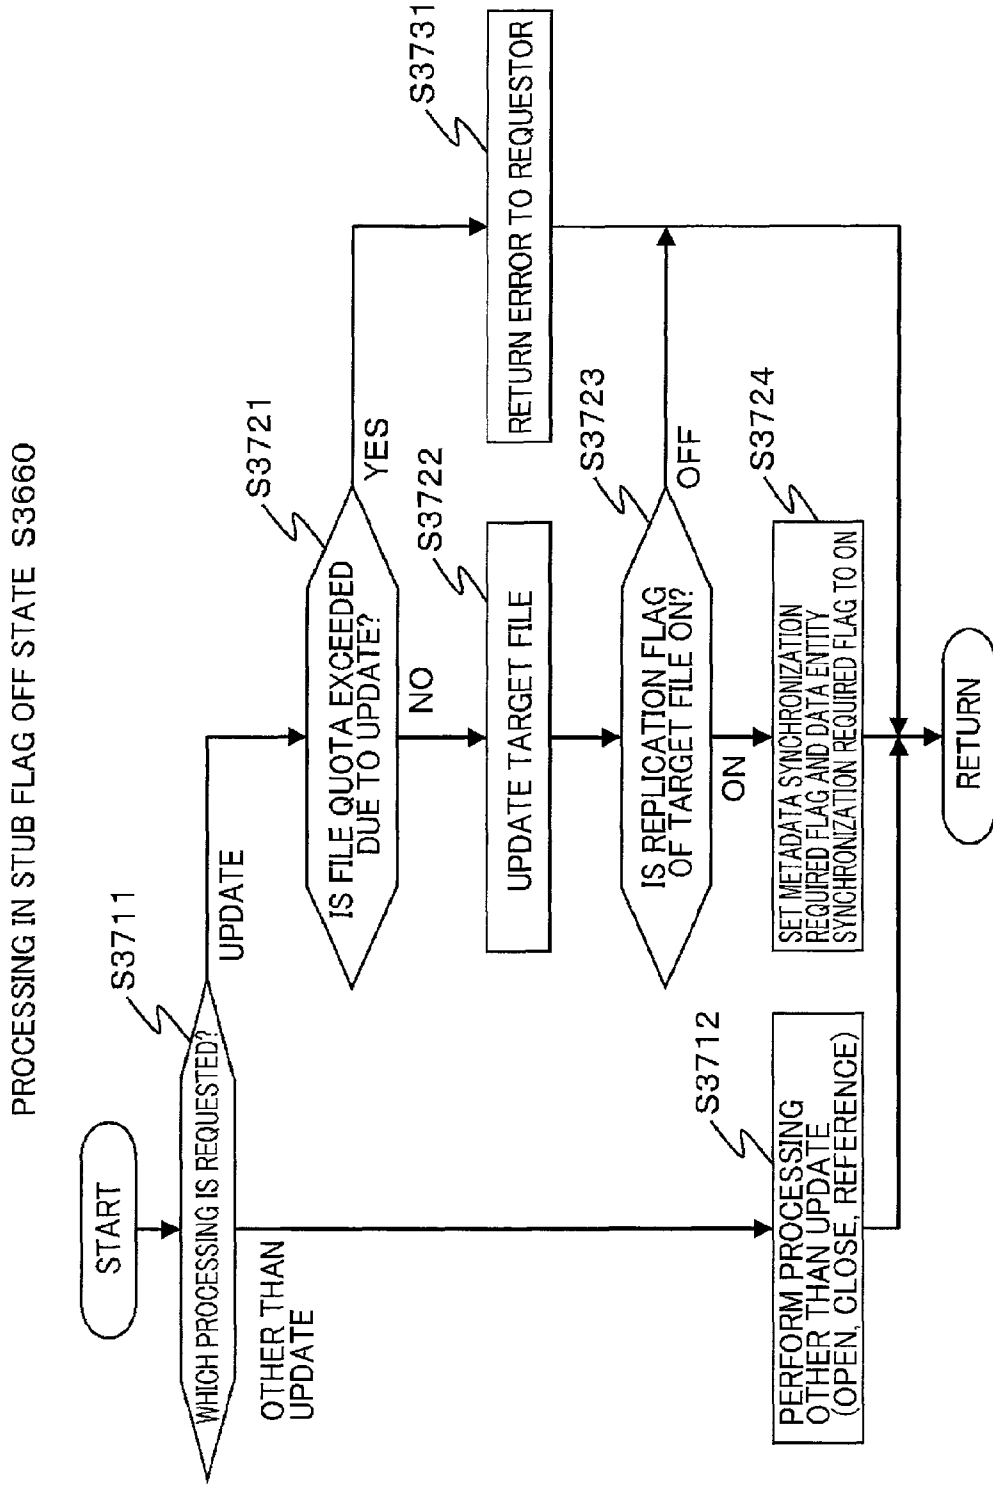 PROCESSING IN STUB FLAG OFF STATE S3660
START
WHICH PROCESSING IS REQUESTED?
S3711
UPDATE
OTHER THAN
UPDATE
IS FILE QUOTA EXCEEDED
DUE TO UPDATE?
S3721
YES
NO
UPDATE TARGET FILE
S3722
RETURN ERROR TO REQUESTOR
S3731
IS REPLICATION FLAG
OF TARGET FILE ON?
S3723
OFF
ON
PERFORM PROCESSING
OTHER THAN UPDATE
(OPEN, CLOSE, REFERENCE)
S3712
SET METADATA SYNCHRONIZATION
REQUIRED FLAG AND DATA ENTITY
SYNCHRONIZATION REQUIRED FLAG TO ON
S3724
RETURN